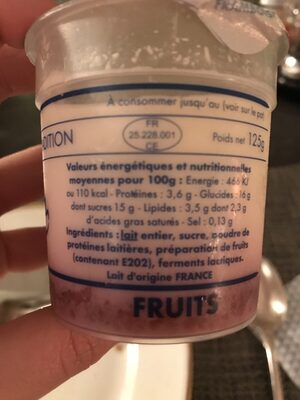 À consommer jusqu'au (voir sur le pot
DITION
FR
25.228.001
CE
Poids net 125g
Valeurs énergétiques et nutritionnelles
moyennes pour 100g : Energie : 466 KJ
ou 110 kcal - Protéines : 3,6 g - Glucides : 16 g
dont sucres 15 g - Lipides : 3,5 g dont 2,3 g
d'acides gras saturés - Sel : 0,13 g
Ingrédients : lait entier, sucre, poudre de
protéines laitières, préparation de fruits
(contenant E202), ferments lactiques.
Lait d'origine FRANCE
FRUITS